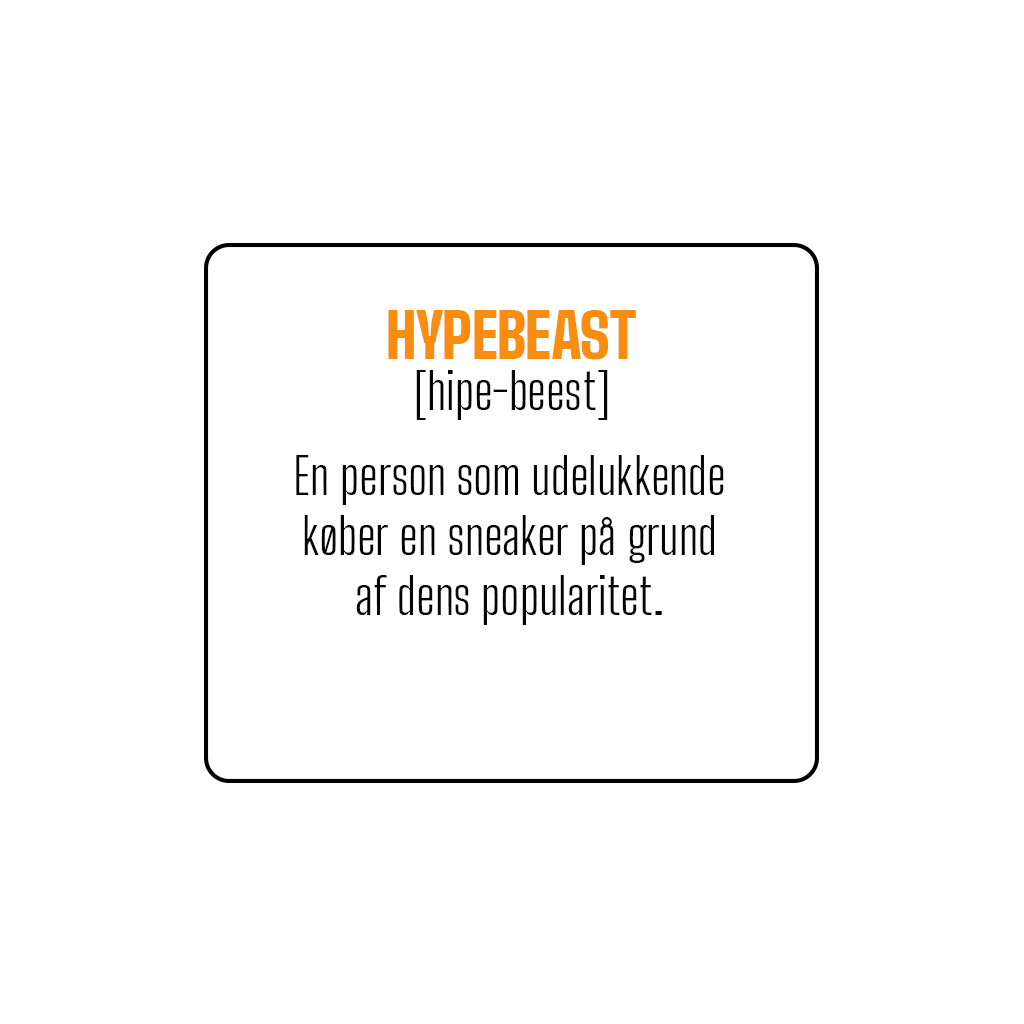 HYPEBEAST
[hipe-beest]
En person som udelukkende
køber en sneaker på grund
af dens popularitet.